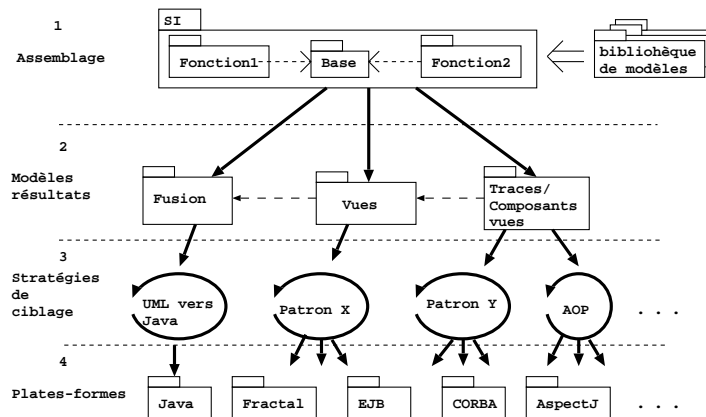 1
Assemblage
SI
Fonction1
Base
Fonction2
bibliohèque
de modèles
2
Modèles
résultats
Fusion
Vues
Traces/
Composants
vues
3
Stratégies
de
ciblage
UML vers
Java
Patron X
Patron Y
AOP
. . .
4
Plates-formes
Java
Fractal
EJB
CORBA
AspectJ
. . .